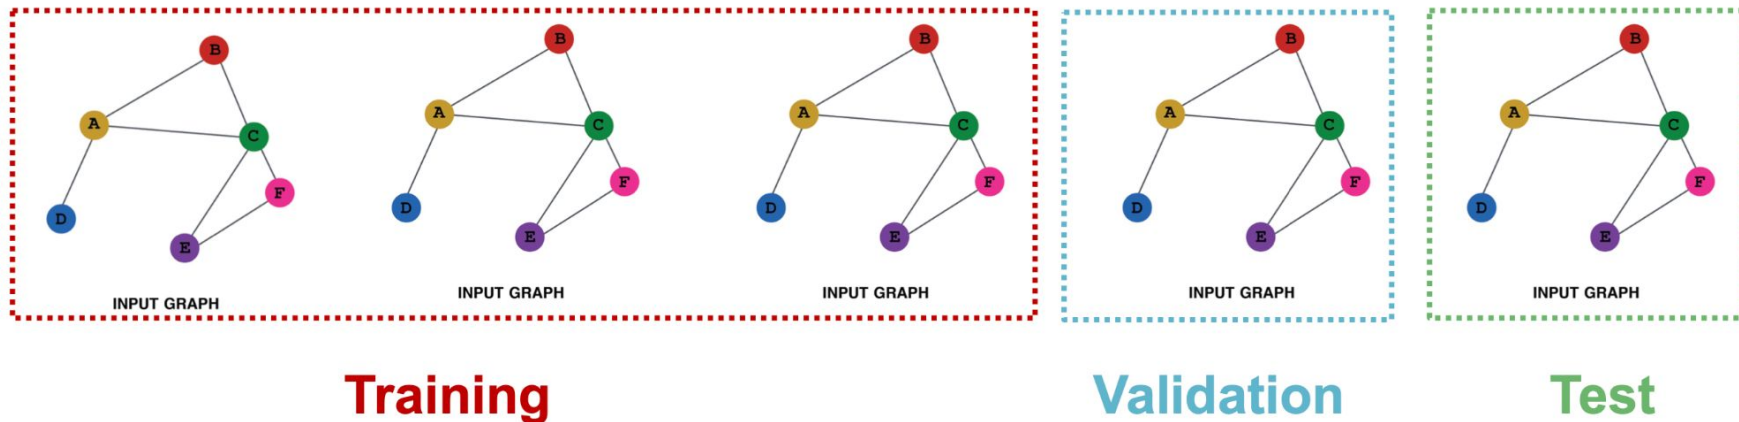 B
A
C
F
D
E
INPUT GRAPH
B
A
C
F
D
E
INPUT GRAPH
B
A
C
F
D
E
INPUT GRAPH
B
A
C
F
D
E
INPUT GRAPH
B
A
C
F
D
E
INPUT GRAPH
Training
Validation
Test